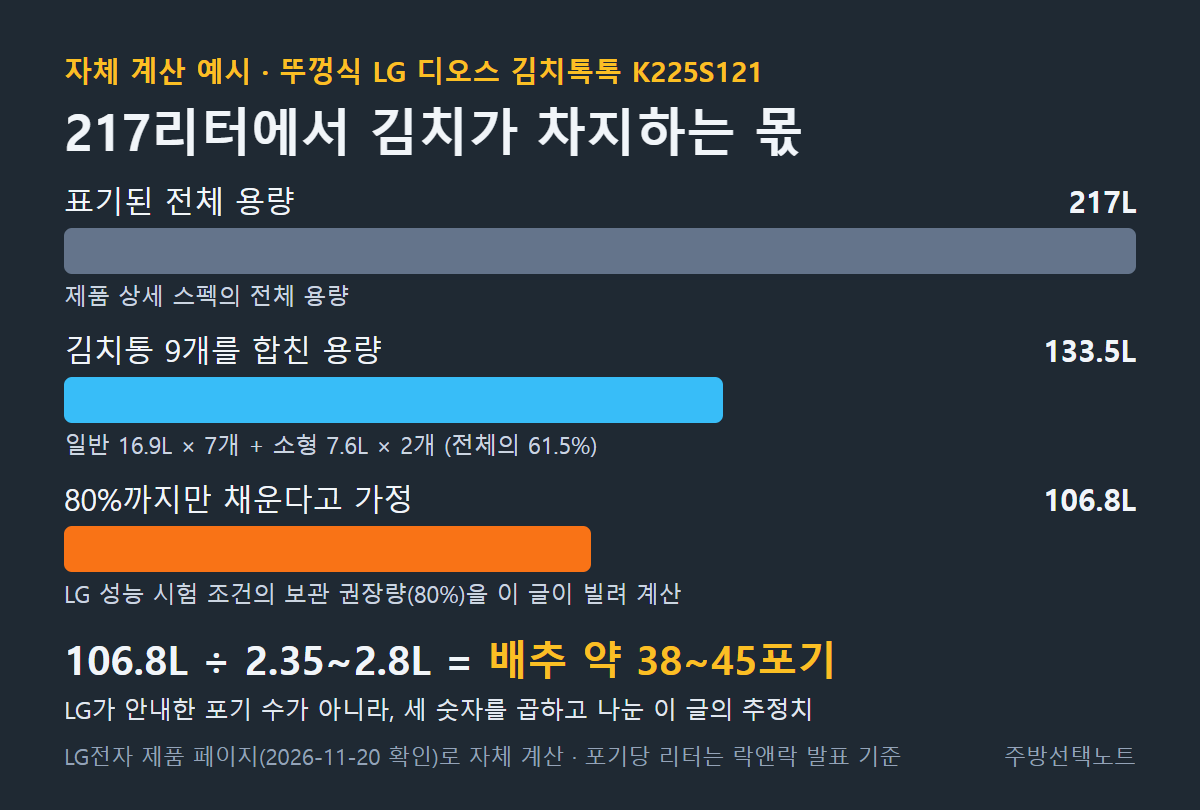 자체 계산 예시 · 뚜껑식 LG 디오스 김치톡톡 K225S121
217리터에서 김치가 차지하는 몫
표기된 전체 용량 217L
제품 상세 스펙의 전체 용량
김치통 9개를 합친 용량 133.5L
일반 16.9L × 7개 + 소형 7.6L × 2개 (전체의 61.5%)
80%까지만 채운다고 가정 106.8L
LG 성능 시험 조건의 보관 권장량(80%)을 이 글이 빌려 계산
106.8L ÷ 2.35~2.8L = 배추 약 38~45포기
LG가 안내한 포기 수가 아니라, 세 숫자를 곱하고 나눈 이 글의 추정치
LG전자 제품 페이지(2026-11-20 확인)로 자체 계산 · 포기당 리터는 락앤락 발표 기준 주방선택노트